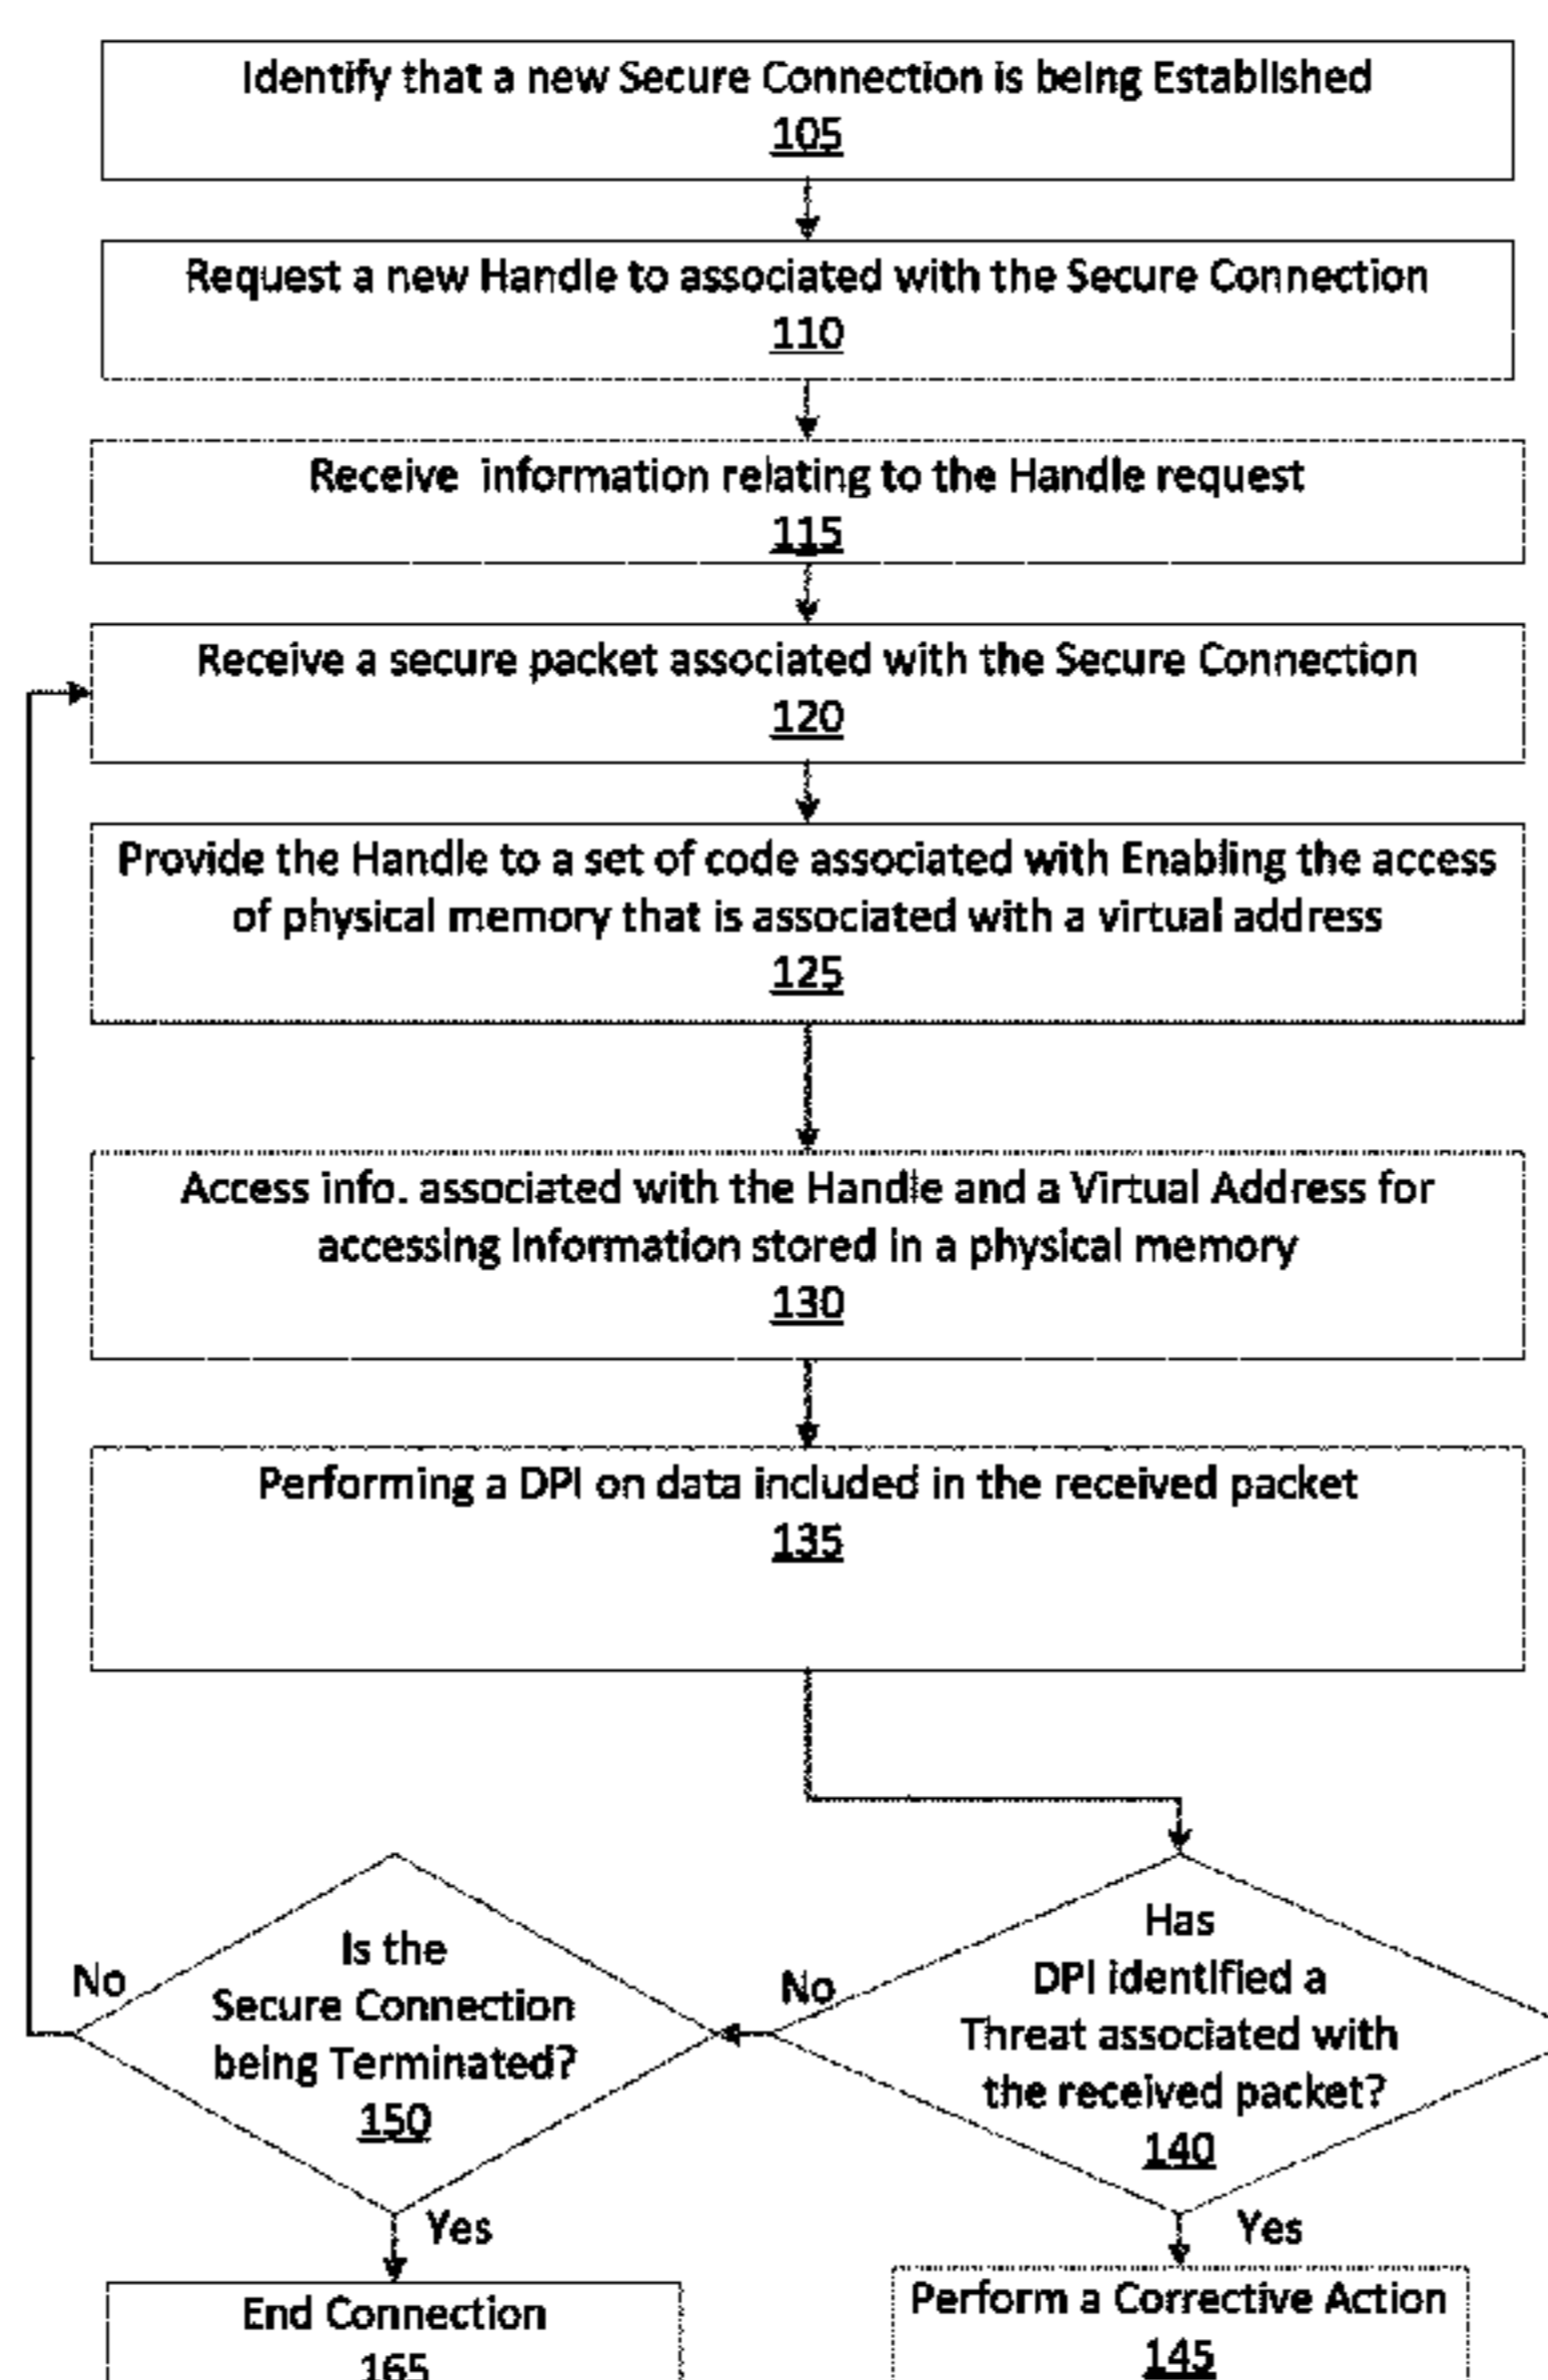 Identify that a new Secure Connection is being Established
105
Request a new Handle to associated with the Secure Connection
110
Receive information relating to the Handle request
115
Receive a secure packet associated with the Secure Connection
120
Provide the Handle to a set of code associated with Enabling the access
of physical memory that is associated with a virtual address
125
Access info. associated with the Handle and a Virtual Address for
accessing Information stored in a physical memory
130
Performing a DPI on data included in the received packet
135
No
Is the
Secure Connection
being Terminated?
150
Yes
No
Has
DPI identified a
Threat associated with
the received packet?
140
Yes
End Connection
165
Perform a Corrective Action
145